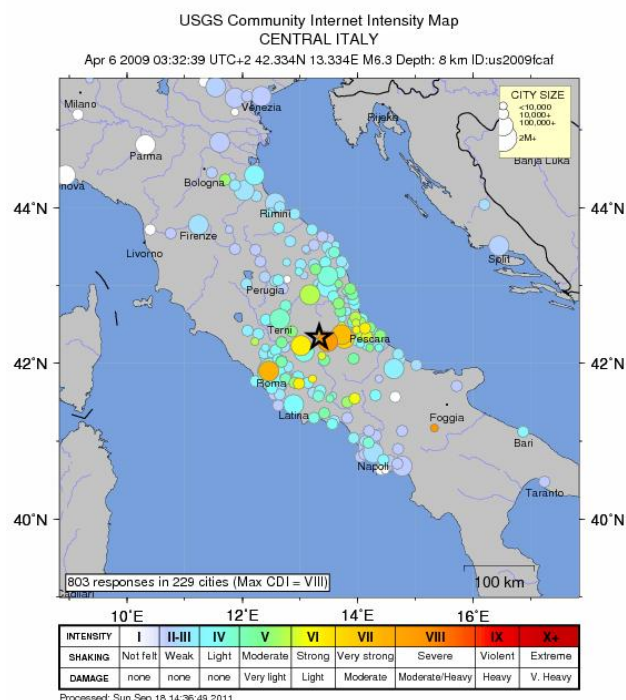 USGS Community Internet Intensity Map
CENTRAL ITALY
Apr 6 2009 03:32:39 UTC+2 42.334N 13.334E M6.3 Depth: 8 km ID:us2009fcaf
CITY SIZE
<10,000
10,000+
100,000+
2M+
Milano
Venezia
Rijeka
Banja Luka
Parma
nova
Bologna
44°N
Rimini
44°N
Firenze
Livorno
Split
Perugia
Terni
Pescara
42°N
42°N
Roma
Latina
Foggia
Bari
Napoli
Taranto
40°N
40°N
803 responses in 229 cities (Max CDI = VIII)
100 km
agliari
10°E 12°E 14°E 16°E
INTENSITY I II-III IV V VI VII VIII IX X+
SHAKING Not felt Weak Light Moderate Strong Very strong Severe Violent Extreme
DAMAGE none none none Very light Light Moderate Moderate/Heavy Heavy V. Heavy
Processed: Sun Sep 18 14:36:49 2011